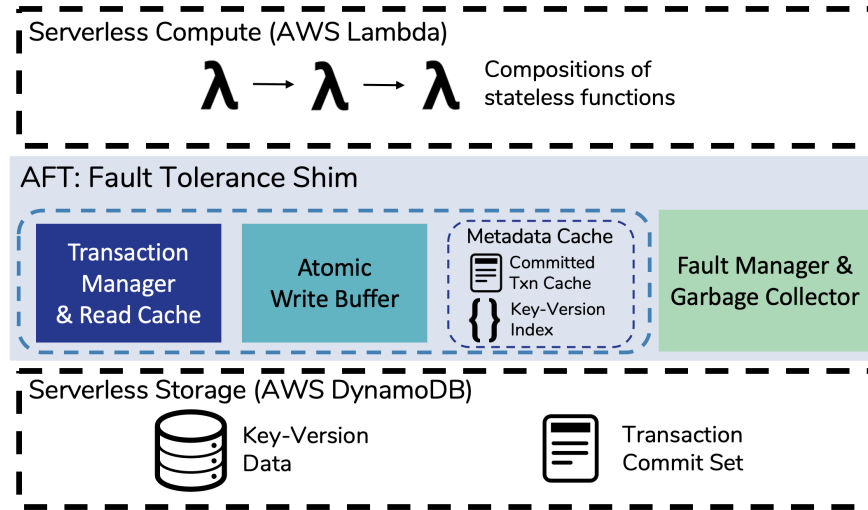 Serverless Compute (AWS Lambda)
λ λ λ
Compositions of
stateless functions
AFT: Fault Tolerance Shim
Transaction
Manager
& Read Cache
Atomic
Write Buffer
Metadata Cache
Committed
Txn Cache
{} Key-Version
Index
Fault Manager &
Garbage Collector
Serverless Storage (AWS DynamoDB)
Key-Version
Data
Transaction
Commit Set